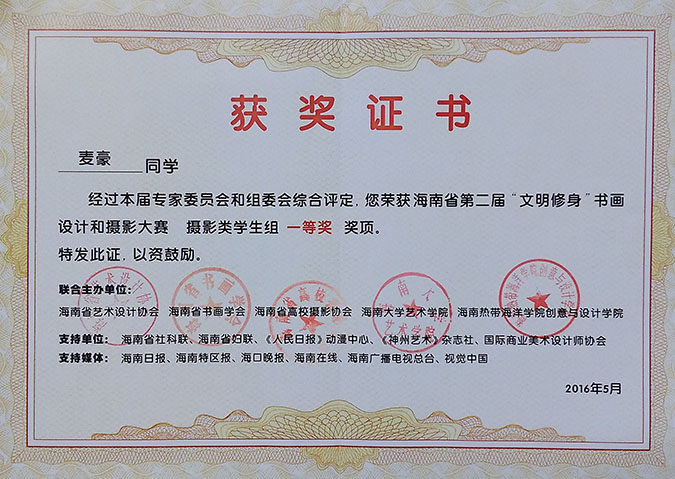 获奖证书
麦豪 同学
经过本届专家委员会和组委会综合评定，您荣获海南省第二届“文明修身”书画
设计和摄影大赛 摄影类学生组 一等奖 奖项。
特发此证，以资鼓励。
联合主办单位：
海南省艺术设计协会 海南省书画学会 海南省高校摄影协会 海南大学艺术学院 海南热带海洋学院创意与设计学院
支持单位：海南省社科联、海南省妇联、《人民日报》动漫中心、《神州艺术》杂志社、国际商业美术设计师协会
支持媒体：海南日报、海南特区报、海口晚报、海南在线、海南广播电视总台、视觉中国
2016年5月